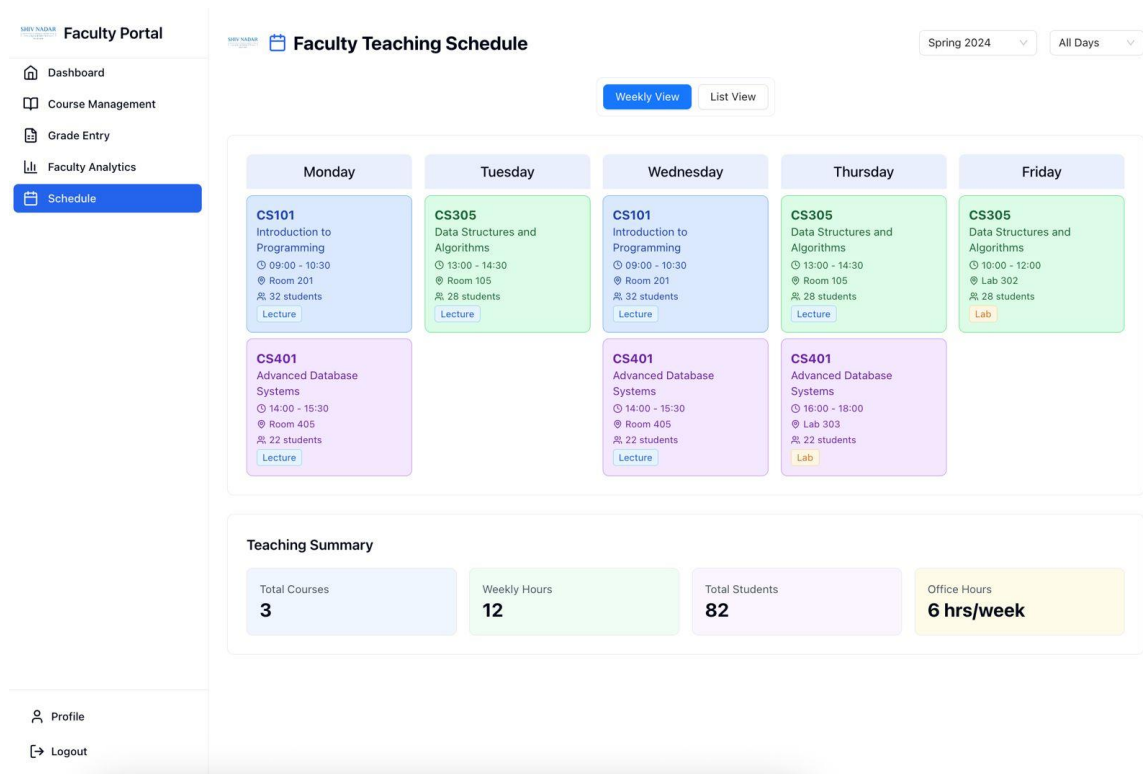 SHIV NADAR
Faculty Portal
Dashboard
Course Management
Grade Entry
Faculty Analytics
Schedule
Profile
Logout
SHIV NADAR
Faculty Teaching Schedule
Spring 2024
All Days
Weekly View
List View
Monday
CS101
Introduction to
Programming
09:00 - 10:30
Room 201
32 students
Lecture
CS401
Advanced Database
Systems
14:00 - 15:30
Room 405
22 students
Lecture
Tuesday
CS305
Data Structures and
Algorithms
13:00 - 14:30
Room 105
28 students
Lecture
Wednesday
CS101
Introduction to
Programming
09:00 - 10:30
Room 201
32 students
Lecture
CS401
Advanced Database
Systems
14:00 - 15:30
Room 405
22 students
Lecture
Thursday
CS305
Data Structures and
Algorithms
13:00 - 14:30
Room 105
28 students
Lecture
CS401
Advanced Database
Systems
16:00 - 18:00
Lab 303
22 students
Lab
Friday
CS305
Data Structures and
Algorithms
10:00 - 12:00
Lab 302
28 students
Lab
Teaching Summary
Total Courses
3
Weekly Hours
12
Total Students
82
Office Hours
6 hrs/week